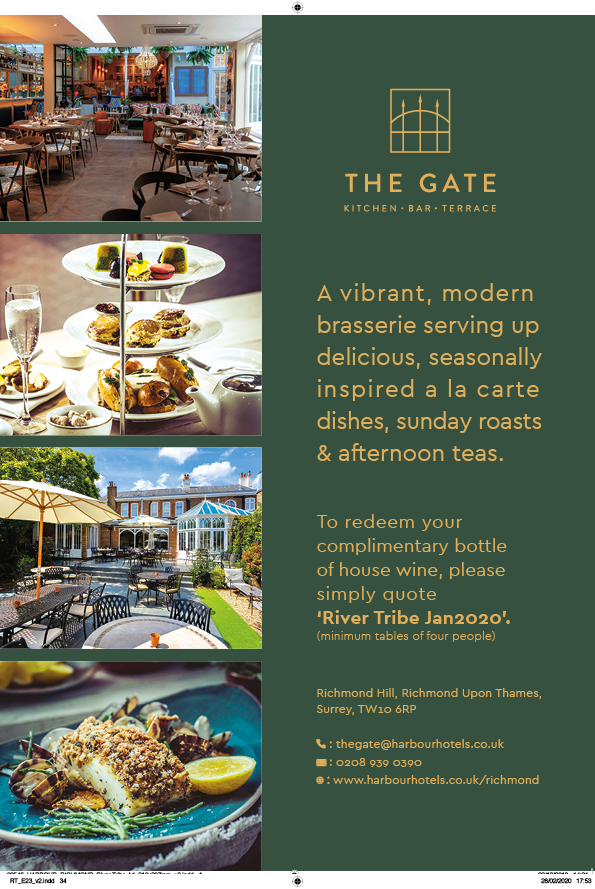 THE GATE
KITCHEN • BAR • TERRACE
A vibrant, modern
brasserie serving up
delicious, seasonally
inspired a la carte
dishes, sunday roasts
& afternoon teas.
To redeem your
complimentary bottle
of house wine, please
simply quote
‘River Tribe Jan2020’.
(minimum tables of four people)
Richmond Hill, Richmond Upon Thames,
Surrey, TW10 6RP
: thegate@harbourhotels.co.uk
: 0208 939 0390
: www.harbourhotels.co.uk/richmond
RT_E23_v2.indd 34
28/02/2020 17:53